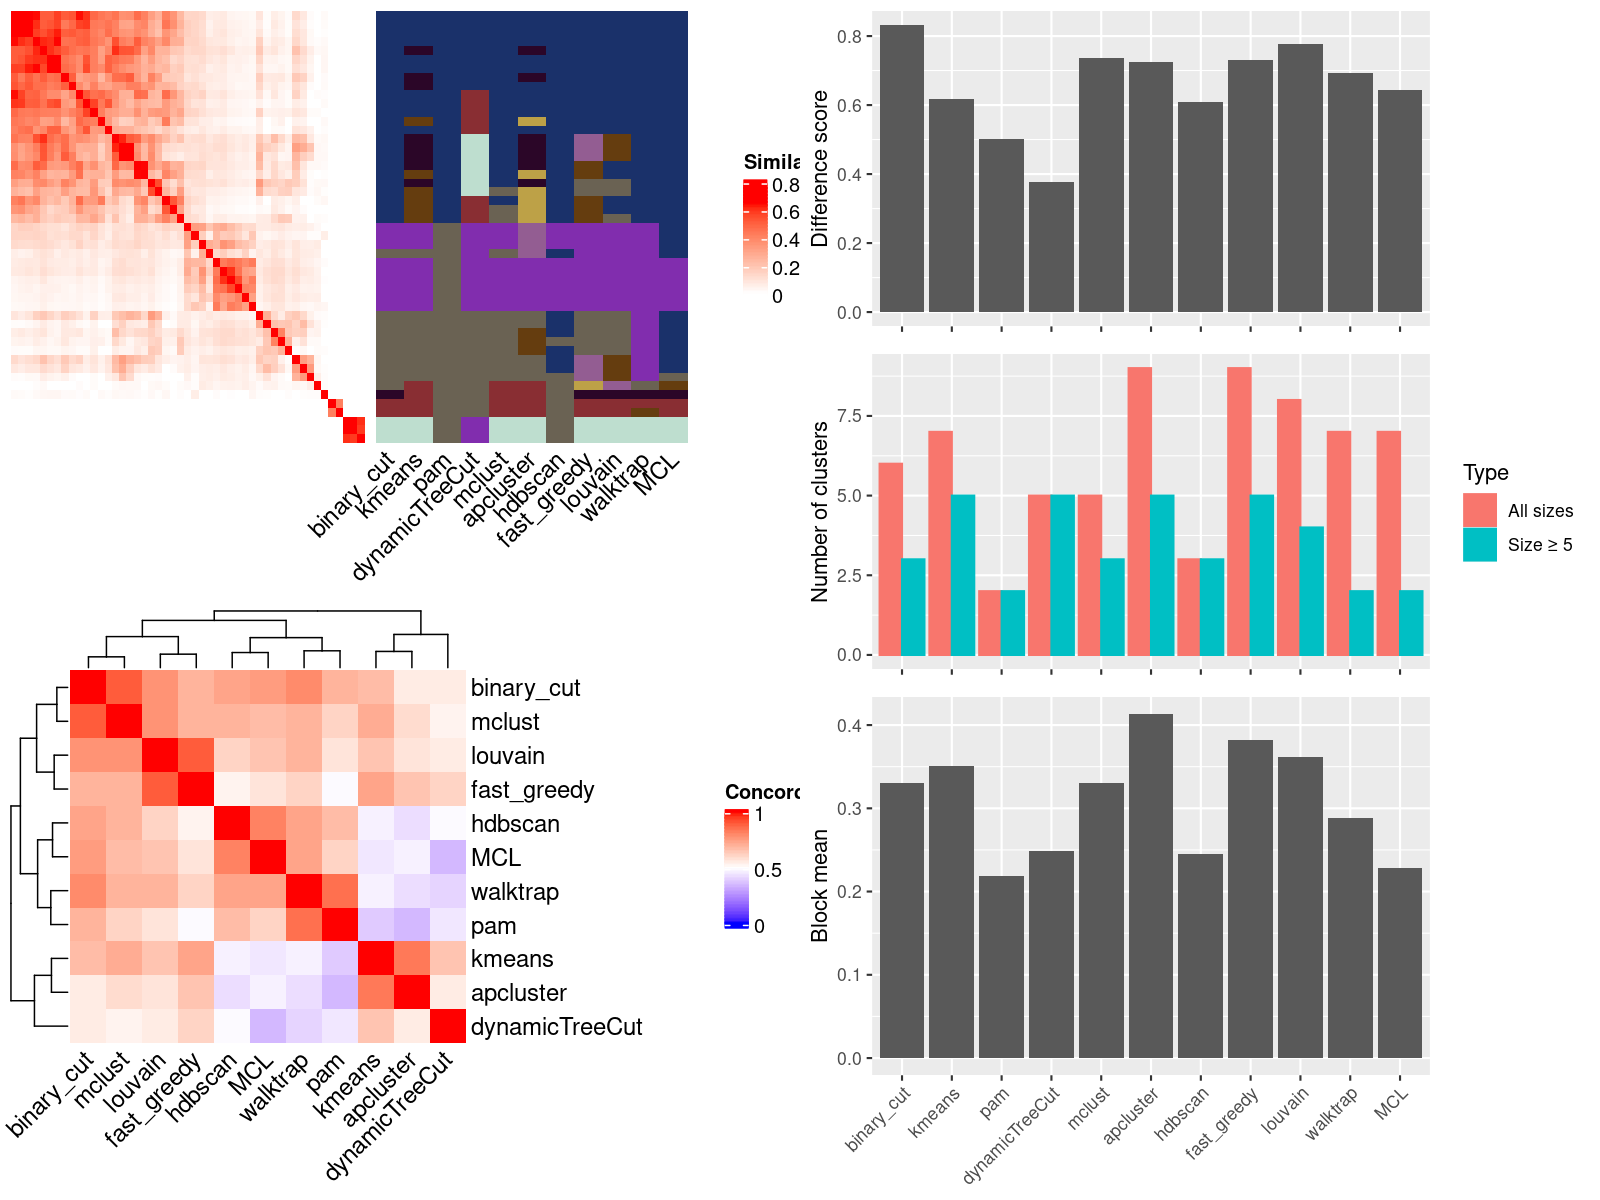 Simila
0.8
0.6
0.4
0.2
0
binary_cut
kmeans
pam
dynamicTreeCut
mclust
apcluster
hdbscan
fast_greedy
louvain
walktrap
MCL
Difference score
0.8
0.6
0.4
0.2
0.0
Number of clusters
7.5
5.0
2.5
0.0
Type
All sizes
Size ≥ 5
binary_cut
mclust
louvain
fast_greedy
hdbscan
MCL
walktrap
pam
kmeans
apcluster
dynamicTreeCut
binary_cut
mclust
louvain
fast_greedy
hdbscan
MCL
walktrap
pam
kmeans
apcluster
dynamicTreeCut
Concord
1
0.5
0
Block mean
0.4
0.3
0.2
0.1
0.0
binary_cut
kmeans
pam
dynamicTreeCut
mclust
apcluster
hdbscan
fast_greedy
louvain
walktrap
MCL